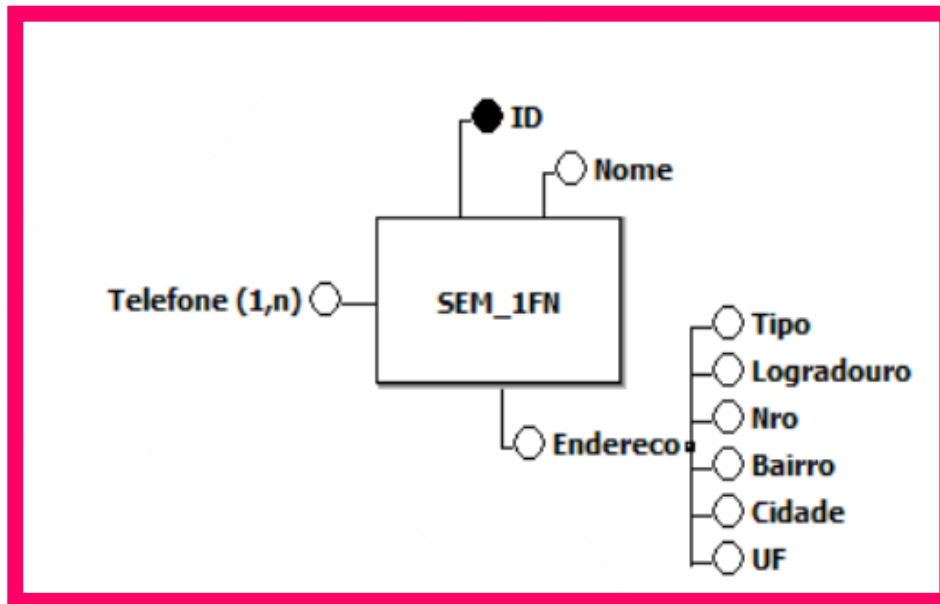 ID
Nome
Telefone (1,n)
SEM_1FN
Tipo
Logradouro
Nro
Endereco
Bairro
Cidade
UF